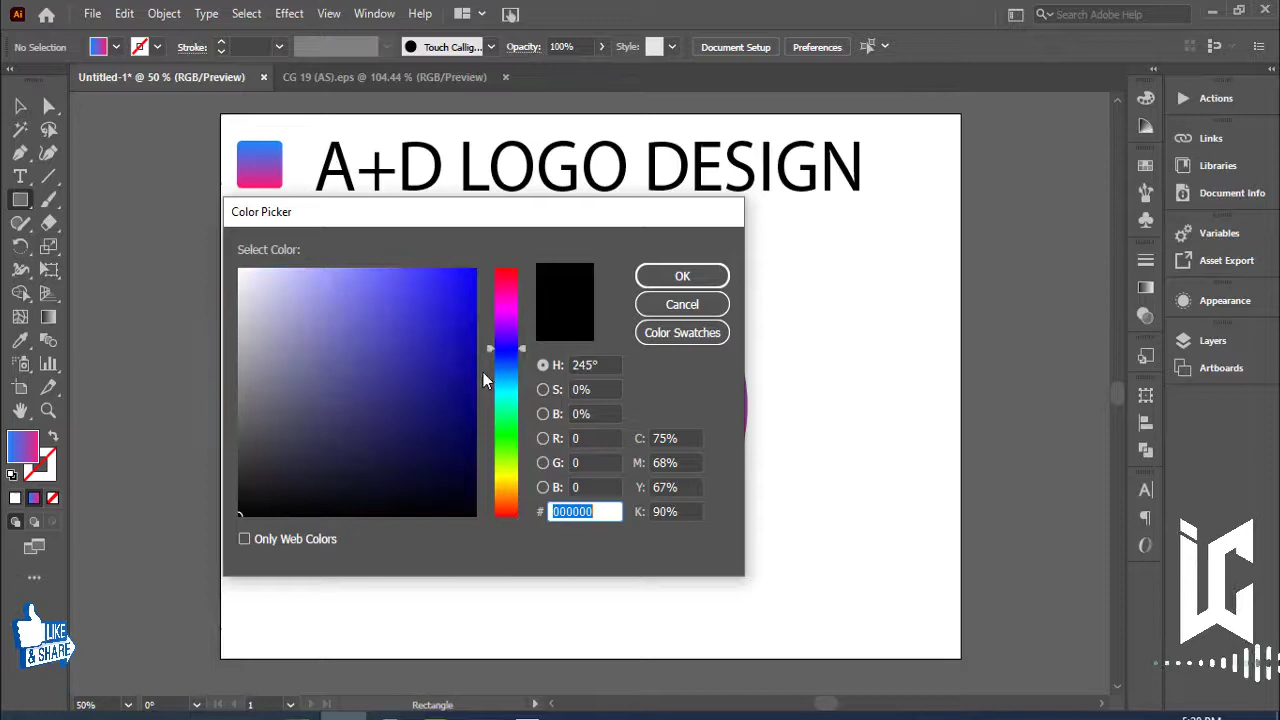 Ai File Edit Object Type Select Effect View Window Help Search Adobe Help
No Selection Stroke: Touch Callig... Opacity: 100% Style: Document Setup Preferences
Untitled-1* @ 50 % (RGB/Preview) CG 19 (AS).eps @ 104.44 % (RGB/Preview)
A+D LOGO DESIGN
Color Picker
Select Color:
OK
Cancel
Color Swatches
H: 245°
S: 0%
B: 0%
R: 0 C: 75%
G: 0 M: 68%
B: 0 Y: 67%
# 000000 K: 90%
Only Web Colors
Actions
Links
Libraries
Document Info
Variables
Asset Export
Appearance
Layers
Artboards
LIKE
& SHARE
50% 0° 1 Rectangle